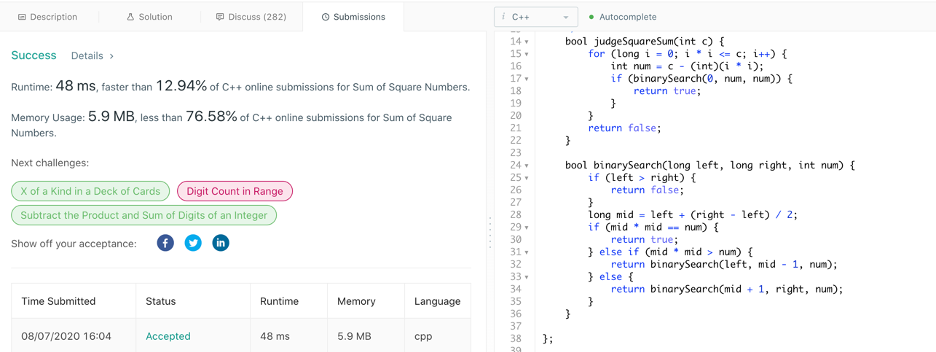 Description
Solution
Discuss (282)
Submissions
Success
Details >
Runtime: 48 ms, faster than 12.94% of C++ online submissions for Sum of Square Numbers.
Memory Usage: 5.9 MB, less than 76.58% of C++ online submissions for Sum of Square
Numbers.
Next challenges:
X of a Kind in a Deck of Cards
Digit Count in Range
Subtract the Product and Sum of Digits of an Integer
Show off your acceptance:
Time Submitted Status Runtime Memory Language
08/07/2020 16:04 Accepted 48 ms 5.9 MB cpp
i C++
Autocomplete
14 bool judgeSquareSum(int c) {
15 for (long i = 0; i * i <= c; i++) {
16 int num = c - (int)(i * i);
17 if (binarySearch(0, num, num)) {
18 return true;
19 }
20 }
21 return false;
22 }
23
24 bool binarySearch(long left, long right, int num) {
25 if (left > right) {
26 return false;
27 }
28 long mid = left + (right - left) / 2;
29 if (mid * mid == num) {
30 return true;
31 } else if (mid * mid > num) {
32 return binarySearch(left, mid - 1, num);
33 } else {
34 return binarySearch(mid + 1, right, num);
35 }
36 }
37
38 };
39